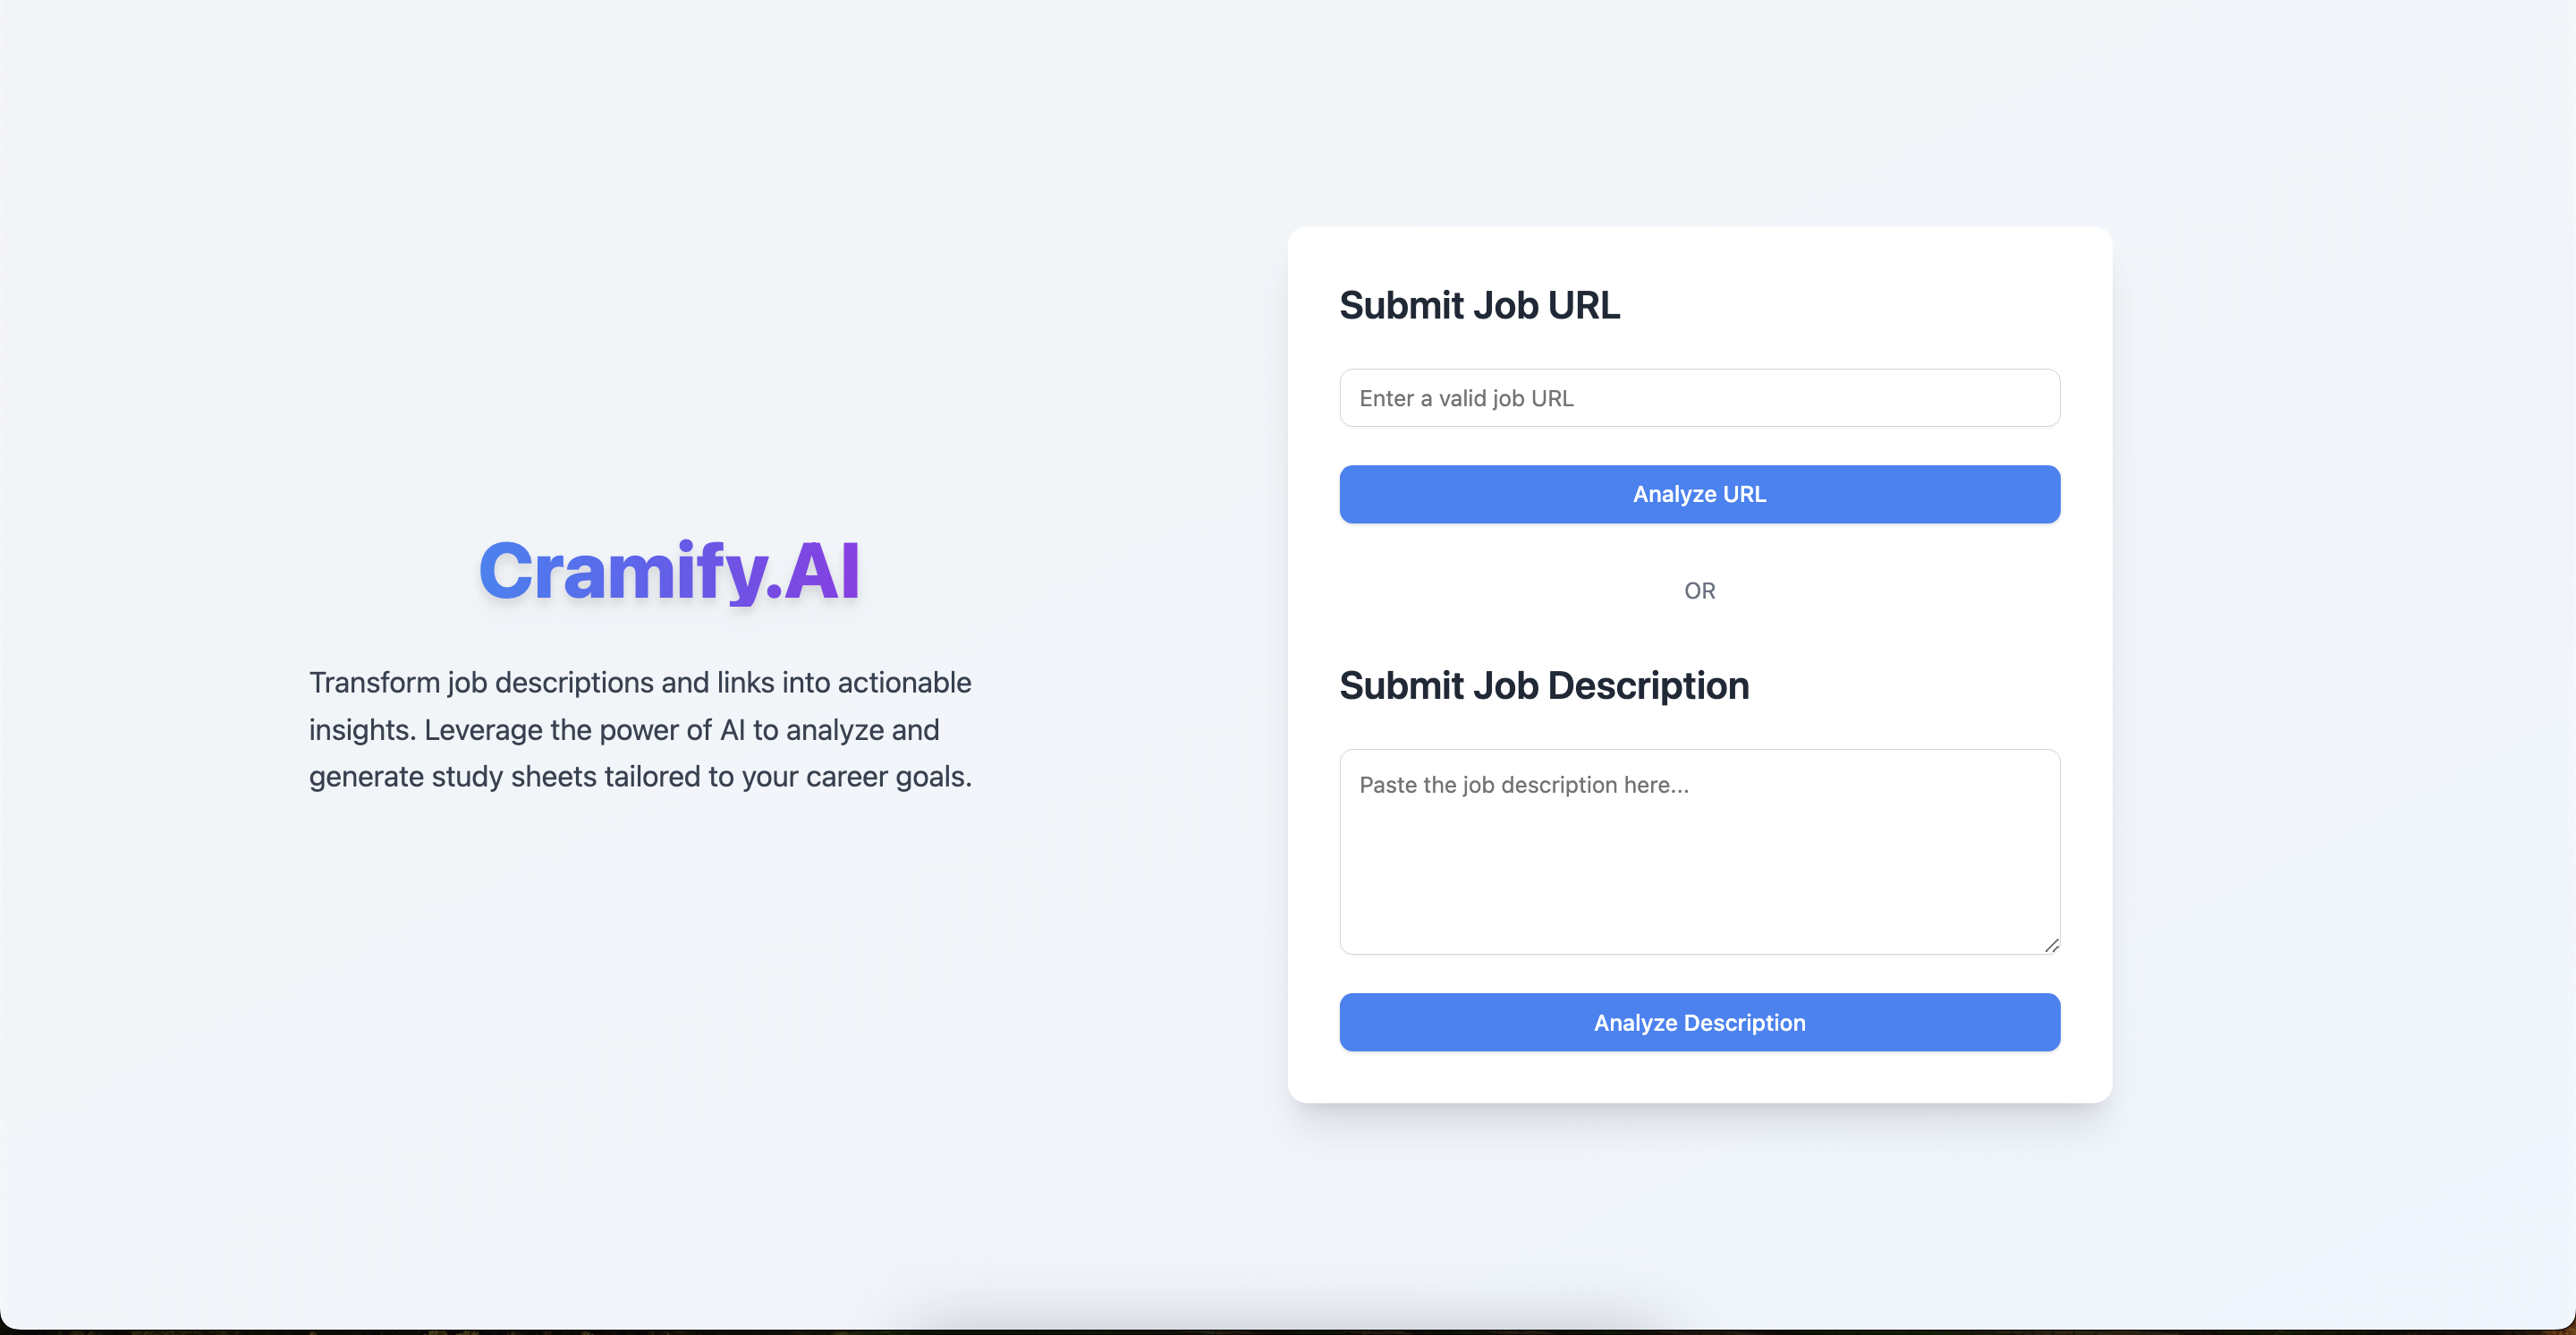 Cramify.AI
Transform job descriptions and links into actionable
insights. Leverage the power of AI to analyze and
generate study sheets tailored to your career goals.
Submit Job URL
Enter a valid job URL
Analyze URL
OR
Submit Job Description
Paste the job description here...
Analyze Description